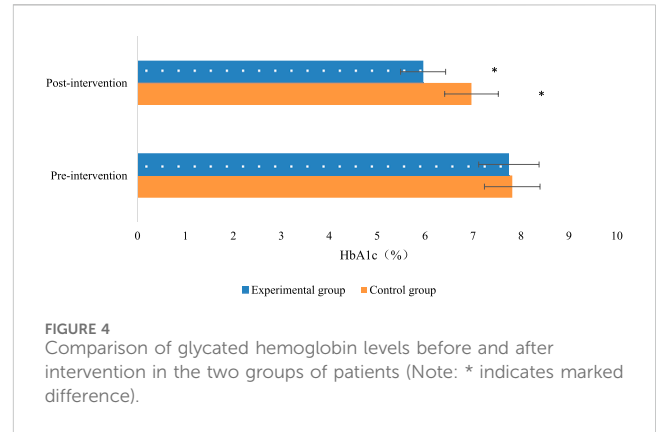 Post-intervention
*
*
Pre-intervention
0 1 2 3 4 5 6 7 8 9 10
HbA1c（%）
Experimental group Control group
FIGURE 4
Comparison of glycated hemoglobin levels before and after
intervention in the two groups of patients (Note: * indicates marked
difference).